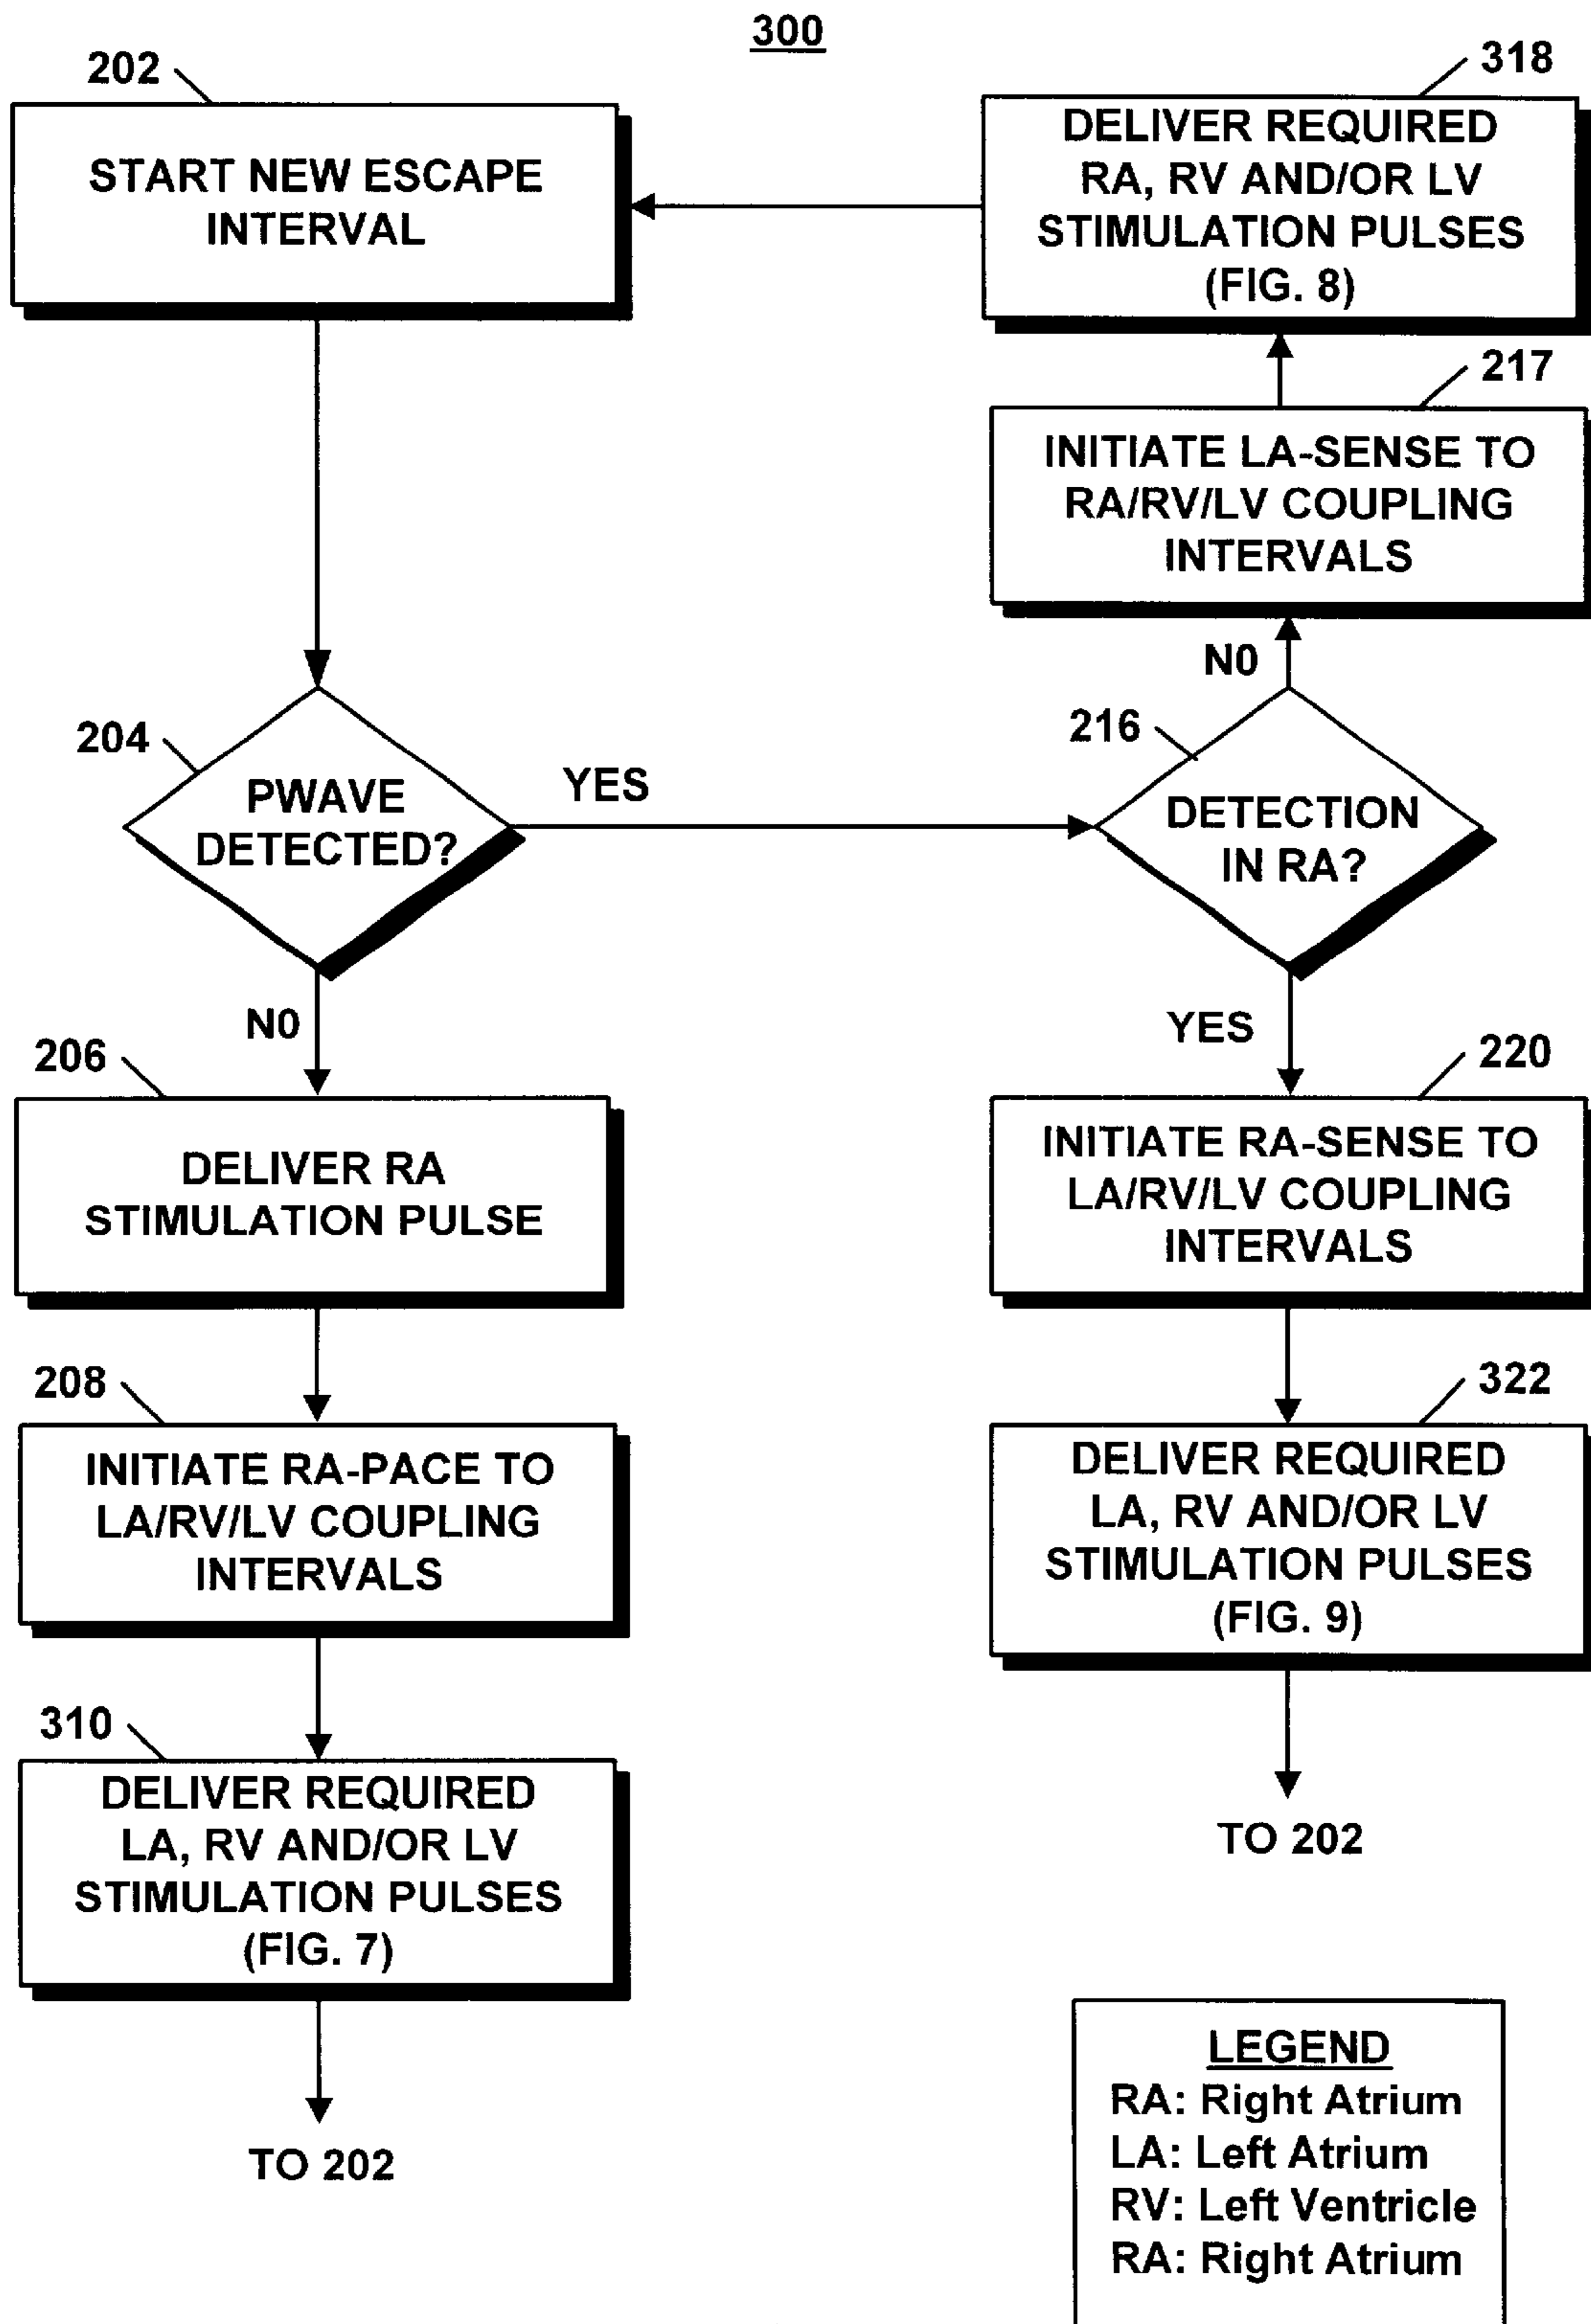 300
202
START NEW ESCAPE
INTERVAL
318
DELIVER REQUIRED
RA, RV AND/OR LV
STIMULATION PULSES
(FIG. 8)
217
INITIATE LA-SENSE TO
RA/RV/LV COUPLING
INTERVALS
N0
204
PWAVE
DETECTED?
YES
216
DETECTION
IN RA?
N0
YES
206
DELIVER RA
STIMULATION PULSE
220
INITIATE RA-SENSE TO
LA/RV/LV COUPLING
INTERVALS
208
INITIATE RA-PACE TO
LA/RV/LV COUPLING
INTERVALS
322
DELIVER REQUIRED
LA, RV AND/OR LV
STIMULATION PULSES
(FIG. 9)
TO 202
310
DELIVER REQUIRED
LA, RV AND/OR LV
STIMULATION PULSES
(FIG. 7)
TO 202
LEGEND
RA: Right Atrium
LA: Left Atrium
RV: Left Ventricle
RA: Right Atrium